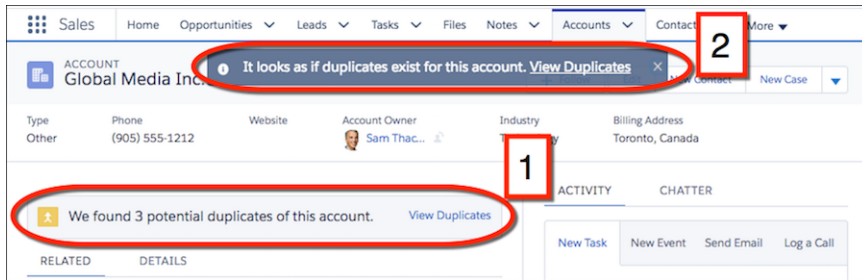 Sales Home Opportunities Leads Tasks Files Notes Accounts Contac More
2
It looks as if duplicates exist for this account. View Duplicates ×
ACCOUNT
Global Media Inc.
New Contact New Case
Type Phone Website Account Owner Industry Billing Address
Other (905) 555-1212 Sam Thac... Toronto, Canada
1
ACTIVITY CHATTER
We found 3 potential duplicates of this account. View Duplicates
New Task New Event Send Email Log a Call
RELATED DETAILS